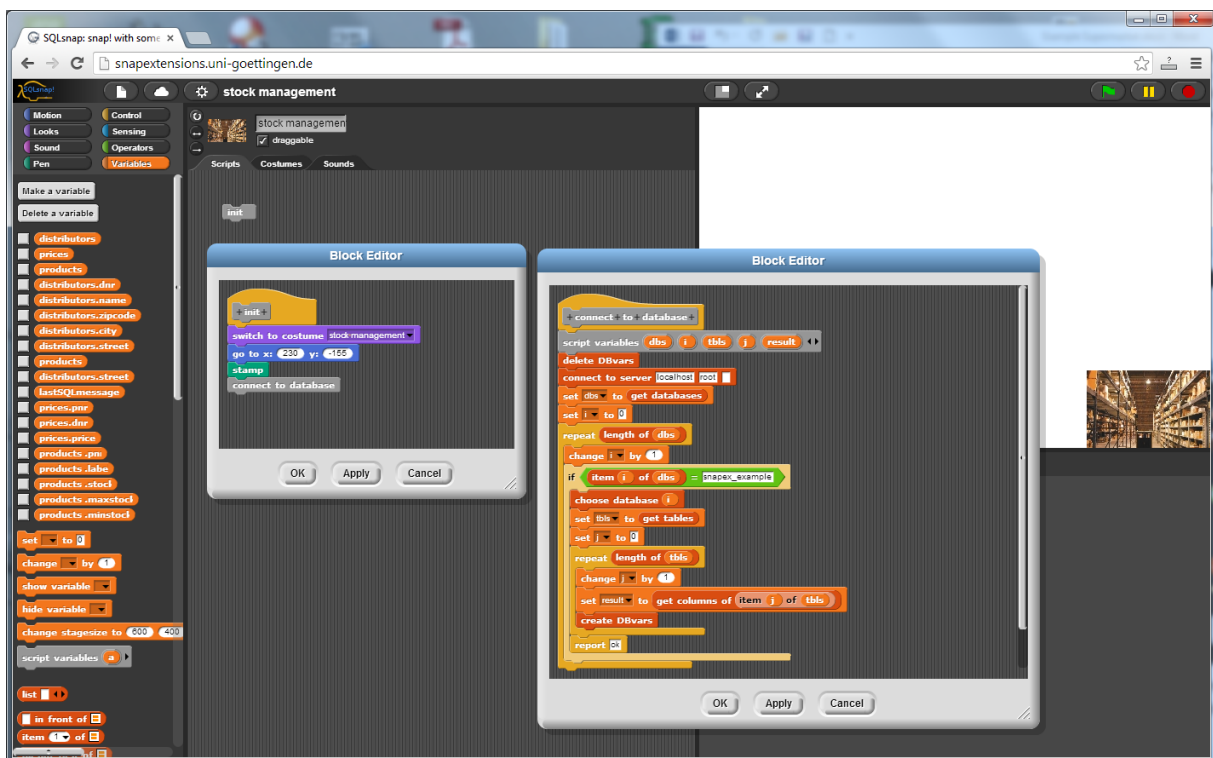 SQLsnap: snap! with some
snapextensions.uni-goettingen.de
SQLsnap!
stock management
Motion
Control
Looks
Sensing
Sound
Operators
Pen
Variables
stock managemen
draggable
Scripts
Costumes
Sounds
Make a variable
Delete a variable
distributors
prices
products
distributors.dnr
distributors.name
distributors.zipcode
distributors.city
distributors.street
products
distributors.street
lastSQLmessage
prices.pnr
prices.dnr
prices.price
products .pnr
products .labe
products .stock
products .maxstock
products .minstock
set to 0
change by 1
show variable
hide variable
change stagesize to 600 400
script variables a
list
in front of
item 1 of
init
Block Editor
+ init +
switch to costume stock management
go to x: 230 y: -155
stamp
connect to database
OK
Apply
Cancel
Block Editor
+ connect + to + database +
script variables dbs i tbls j result
delete DBvars
connect to server localhost root
set dbs to get databases
set i to 0
repeat length of dbs
change i by 1
if item i of dbs = snapex_example
choose database i
set tbls to get tables
set j to 0
repeat length of tbls
change j by 1
set result to get columns of item j of tbls
create DBvars
report ok
OK
Apply
Cancel